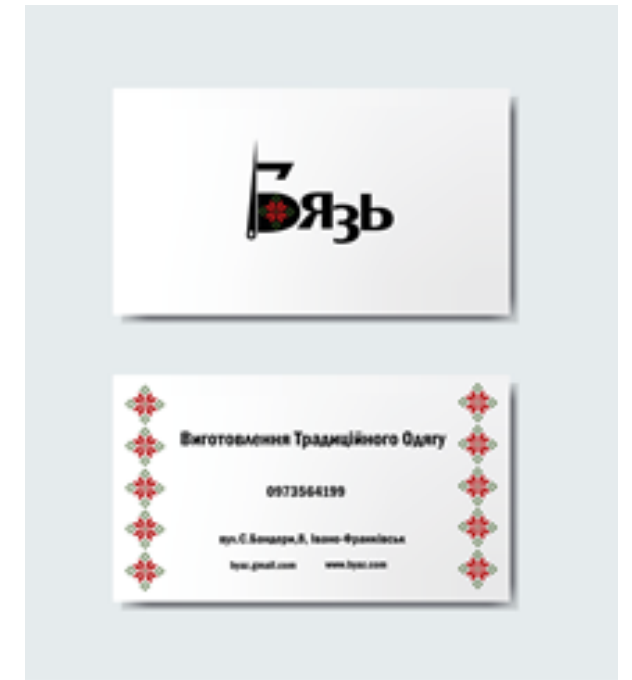 Бязь
Виготовлення Традиційного Одягу
0973564199
вул.С.Бандери,8, Івано-Франківськ
byaz.gmail.com www.byaz.com